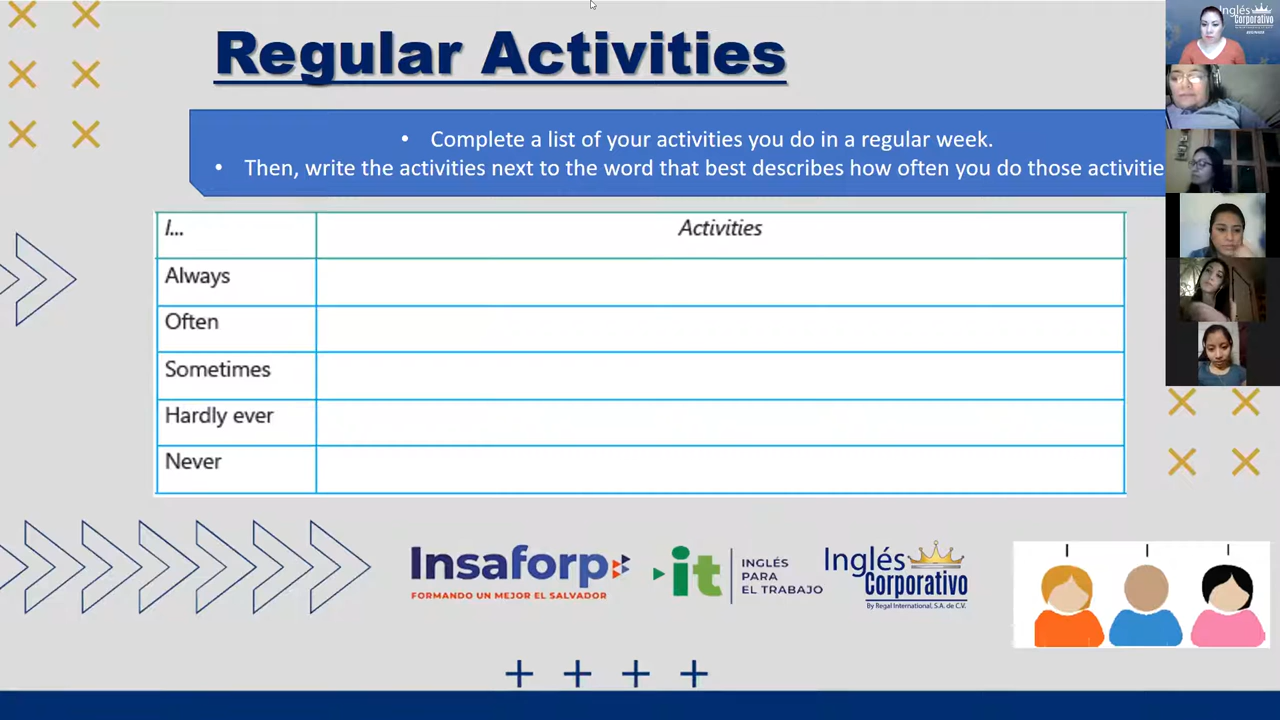 Regular Activities
• Complete a list of your activities you do in a regular week.
• Then, write the activities next to the word that best describes how often you do those activitie
I... Activities
Always
Often
Sometimes
Hardly ever
Never
Insaforp
FORMANDO UN MEJOR EL SALVADOR
it
INGLÉS
PARA
EL TRABAJO
Inglés
Corporativo
By Regal International, S.A. de C.V.
Inglés
Corporativo